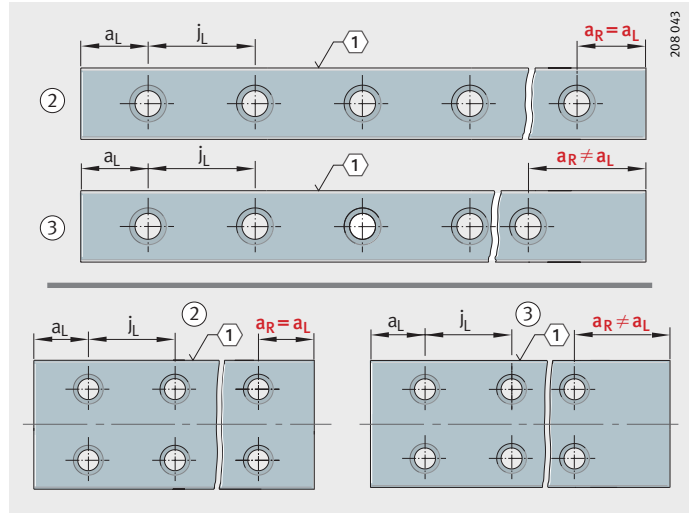 208 043
aL jL 1 aR = aL
2
aL jL 1 aR ≠ aL
3
2 3
aL jL 1 aR = aL aL jL 1 aR ≠ aL